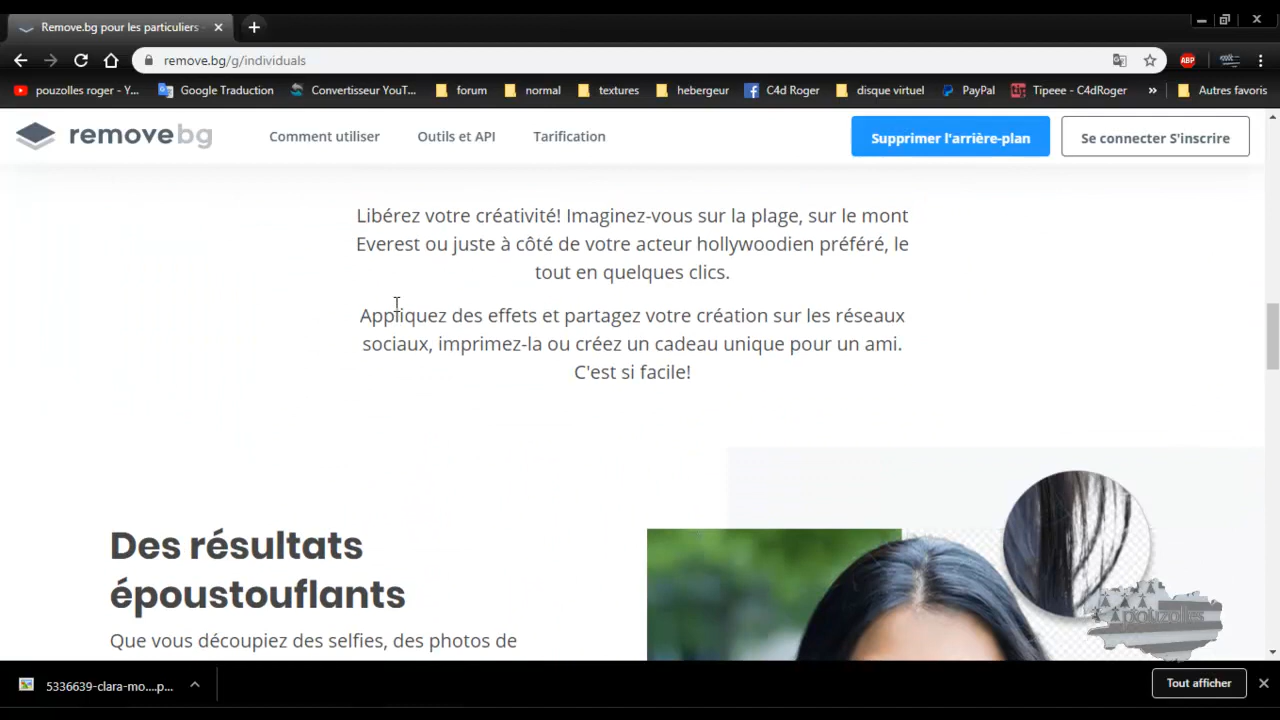 Remove.bg pour les particuliers -
remove.bg/g/individuals
pouzolles roger - Y...
Google Traduction
Convertisseur YouT...
forum
normal
textures
hebergeur
C4d Roger
disque virtuel
PayPal
Tipeee - C4dRoger
»
Autres favoris
ABP
removebg
Comment utiliser
Outils et API
Tarification
Supprimer l'arrière-plan
Se connecter S'inscrire
Libérez votre créativité! Imaginez-vous sur la plage, sur le mont
Everest ou juste à côté de votre acteur hollywoodien préféré, le
tout en quelques clics.
Appliquez des effets et partagez votre création sur les réseaux
sociaux, imprimez-la ou créez un cadeau unique pour un ami.
C'est si facile!
Des résultats
époustouflants
Que vous découpiez des selfies, des photos de
pouzolles
5336639-clara-mo....p...
Tout afficher